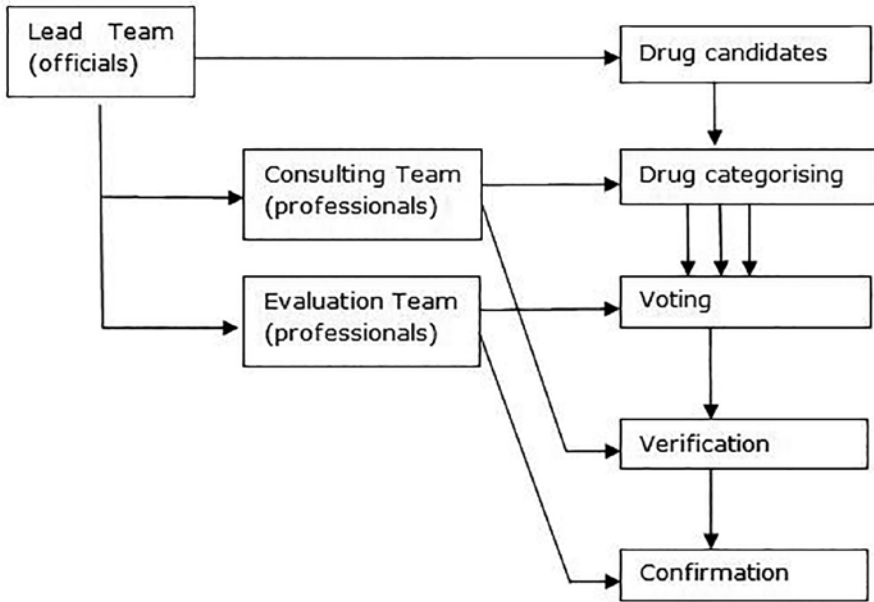 Lead Team
(officials)
Drug candidates
Consulting Team
(professionals)
Drug categorising
Evaluation Team
(professionals)
Voting
Verification
Confirmation